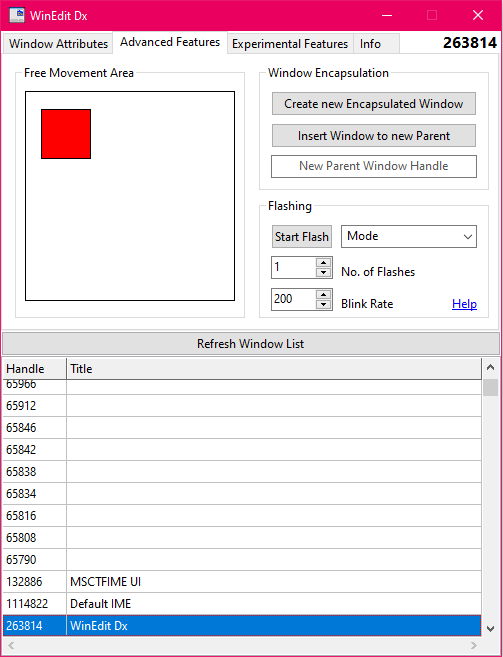 WinEdit Dx
Window Attributes Advanced Features Experimental Features Info 263814
Free Movement Area
Window Encapsulation
Create new Encapsulated Window
Insert Window to new Parent
New Parent Window Handle
Flashing
Start Flash Mode
1 No. of Flashes
200 Blink Rate Help
Refresh Window List
Handle Title
65966
65912
65846
65842
65838
65834
65816
65808
65790
132886 MSCTFIME UI
1114822 Default IME
263814 WinEdit Dx